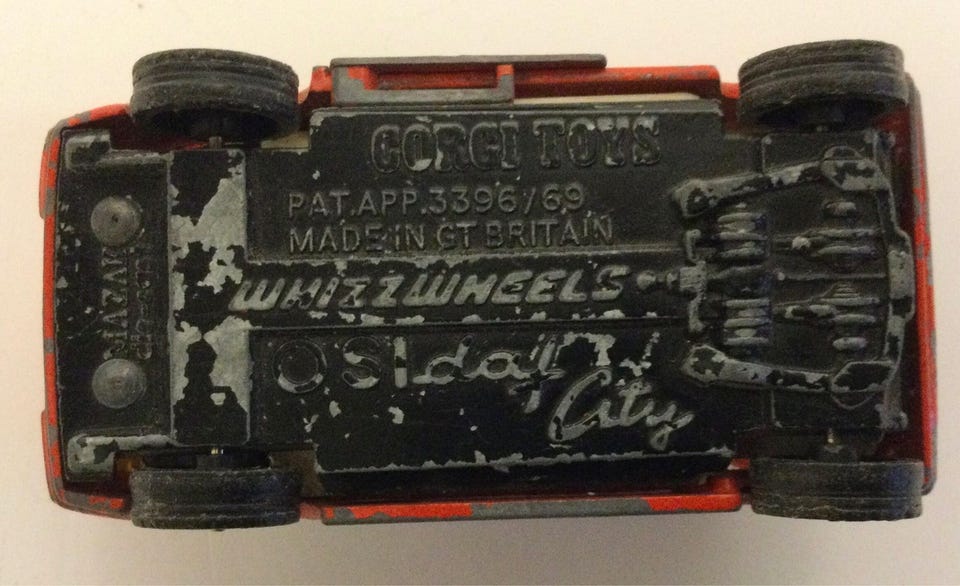 CORGI TOYS
PAT.APP.3396/69
MADE IN GT BRITAIN
WHIZZWHEELS
OSI daf
City